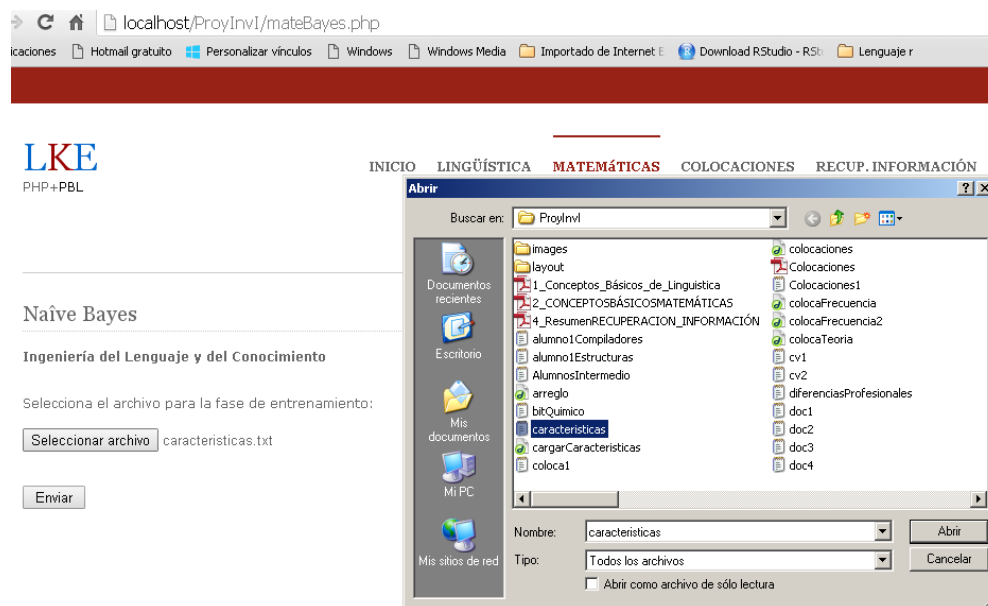 localhost/ProyInvI/mateBayes.php
icaciones Hotmail gratuito Personalizar vínculos Windows Windows Media Importado de Internet E Download RStudio - RSt Lenguaje r
LKE
PHP+PBL
INICIO LINGÜÍSTICA MATEMáTICAS COLOCACIONES RECUP. INFORMACIÓN
Naîve Bayes
Ingeniería del Lenguaje y del Conocimiento
Selecciona el archivo para la fase de entrenamiento:
Seleccionar archivo caracteristicas.txt
Enviar
Abrir
Buscar en: ProyInvI
Documentos recientes
Escritorio
Mis documentos
Mi PC
Mis sitios de red
images
layout
1_Conceptos_Básicos_de_Linguistica
2_CONCEPTOSBÁSICOSMATEMÁTICAS
4_ResumenRECUPERACION_INFORMACIÓN
alumno1Compiladores
alumno1Estructuras
AlumnosIntermedio
arreglo
bitQuimico
caracteristicas
cargarCaracteristicas
coloca1
colocaciones
Colocaciones
Colocaciones1
colocaFrecuencia
colocaFrecuencia2
colocaTeoria
cv1
cv2
diferenciasProfesionales
doc1
doc2
doc3
doc4
Nombre: caracteristicas Abrir
Tipo: Todos los archivos Cancelar
Abrir como archivo de sólo lectura